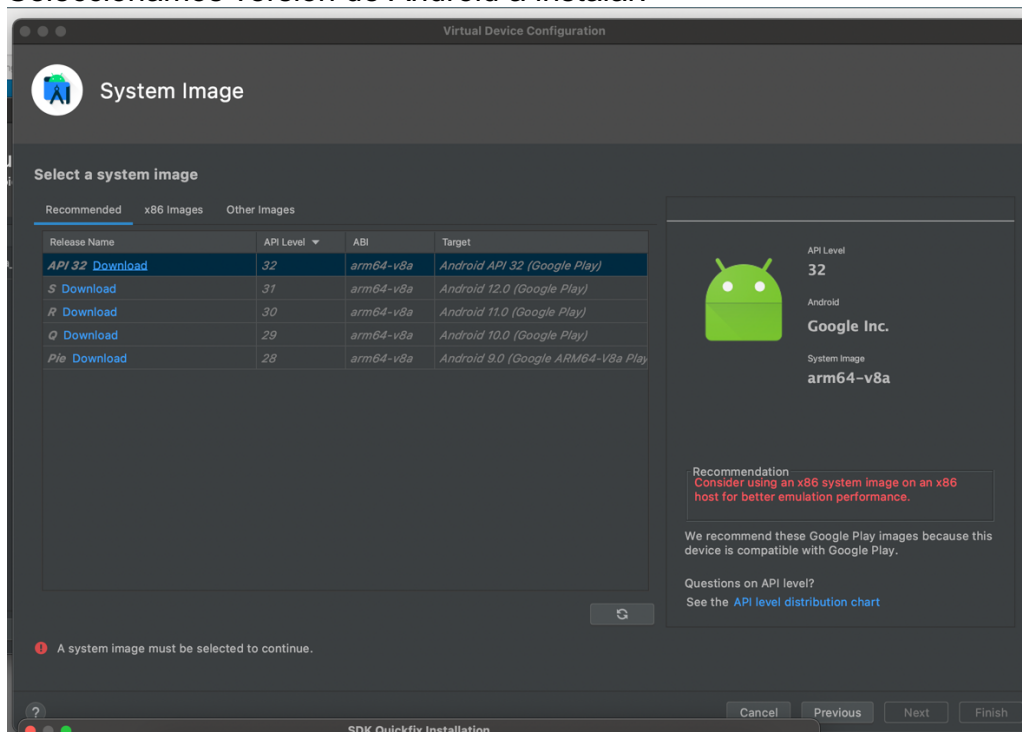 Seleccionamos versión de Android a instalar:
Virtual Device Configuration
System Image
Select a system image
Recommended x86 Images Other Images
Release Name API Level ABI Target
API 32 Download 32 arm64-v8a Android API 32 (Google Play)
S Download 31 arm64-v8a Android 12.0 (Google Play)
R Download 30 arm64-v8a Android 11.0 (Google Play)
Q Download 29 arm64-v8a Android 10.0 (Google Play)
Pie Download 28 arm64-v8a Android 9.0 (Google ARM64-V8a Play
API Level
32
Android
Google Inc.
System Image
arm64-v8a
Recommendation
Consider using an x86 system image on an x86
host for better emulation performance.
We recommend these Google Play images because this
device is compatible with Google Play.
Questions on API level?
See the API level distribution chart
A system image must be selected to continue.
? Cancel Previous Next Finish
SDK Quickfix Installation